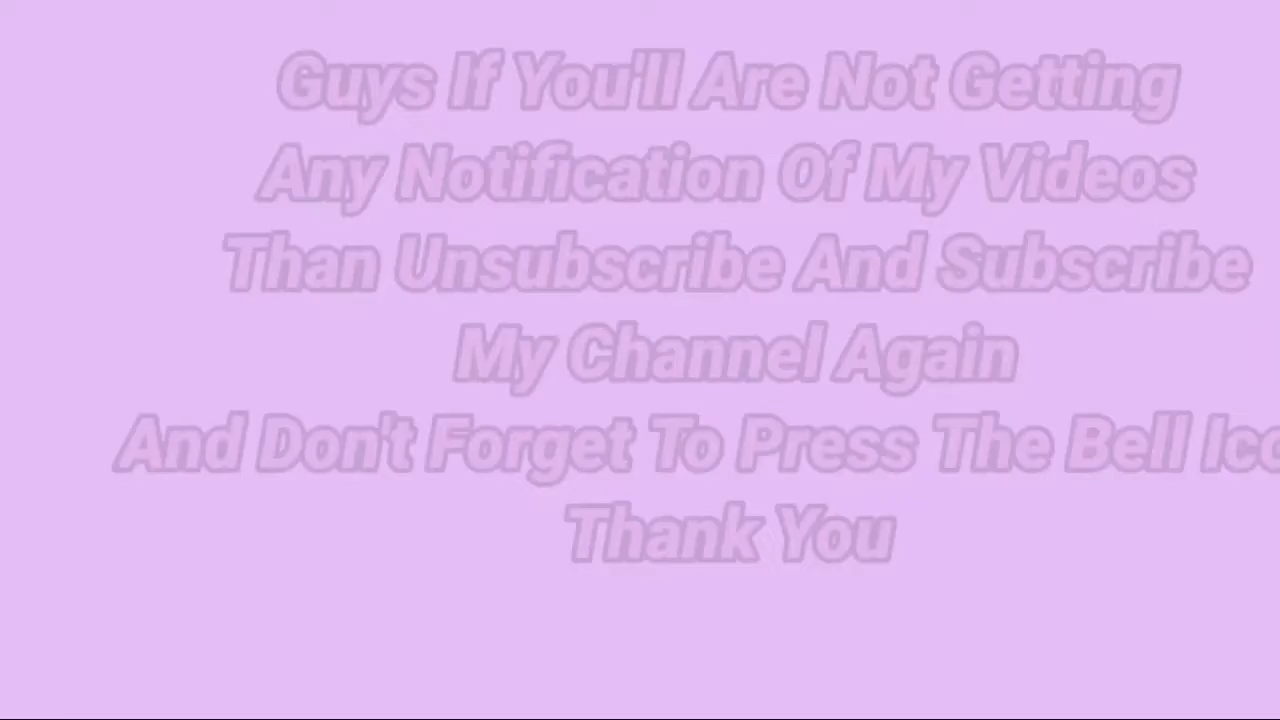 Guys If You'll Are Not Getting
Any Notification Of My Videos
Than Unsubscribe And Subscribe
My Channel Again
And Don't Forget To Press The Bell Ico
Thank You